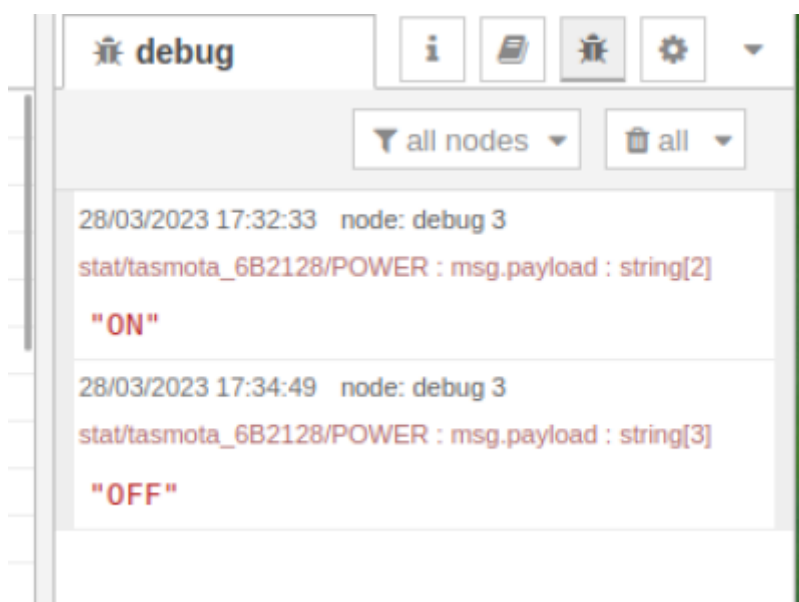 debug
i
all nodes
all
28/03/2023 17:32:33 node: debug 3
stat/tasmota_6B2128/POWER : msg.payload : string[2]
"ON"
28/03/2023 17:34:49 node: debug 3
stat/tasmota_6B2128/POWER : msg.payload : string[3]
"OFF"